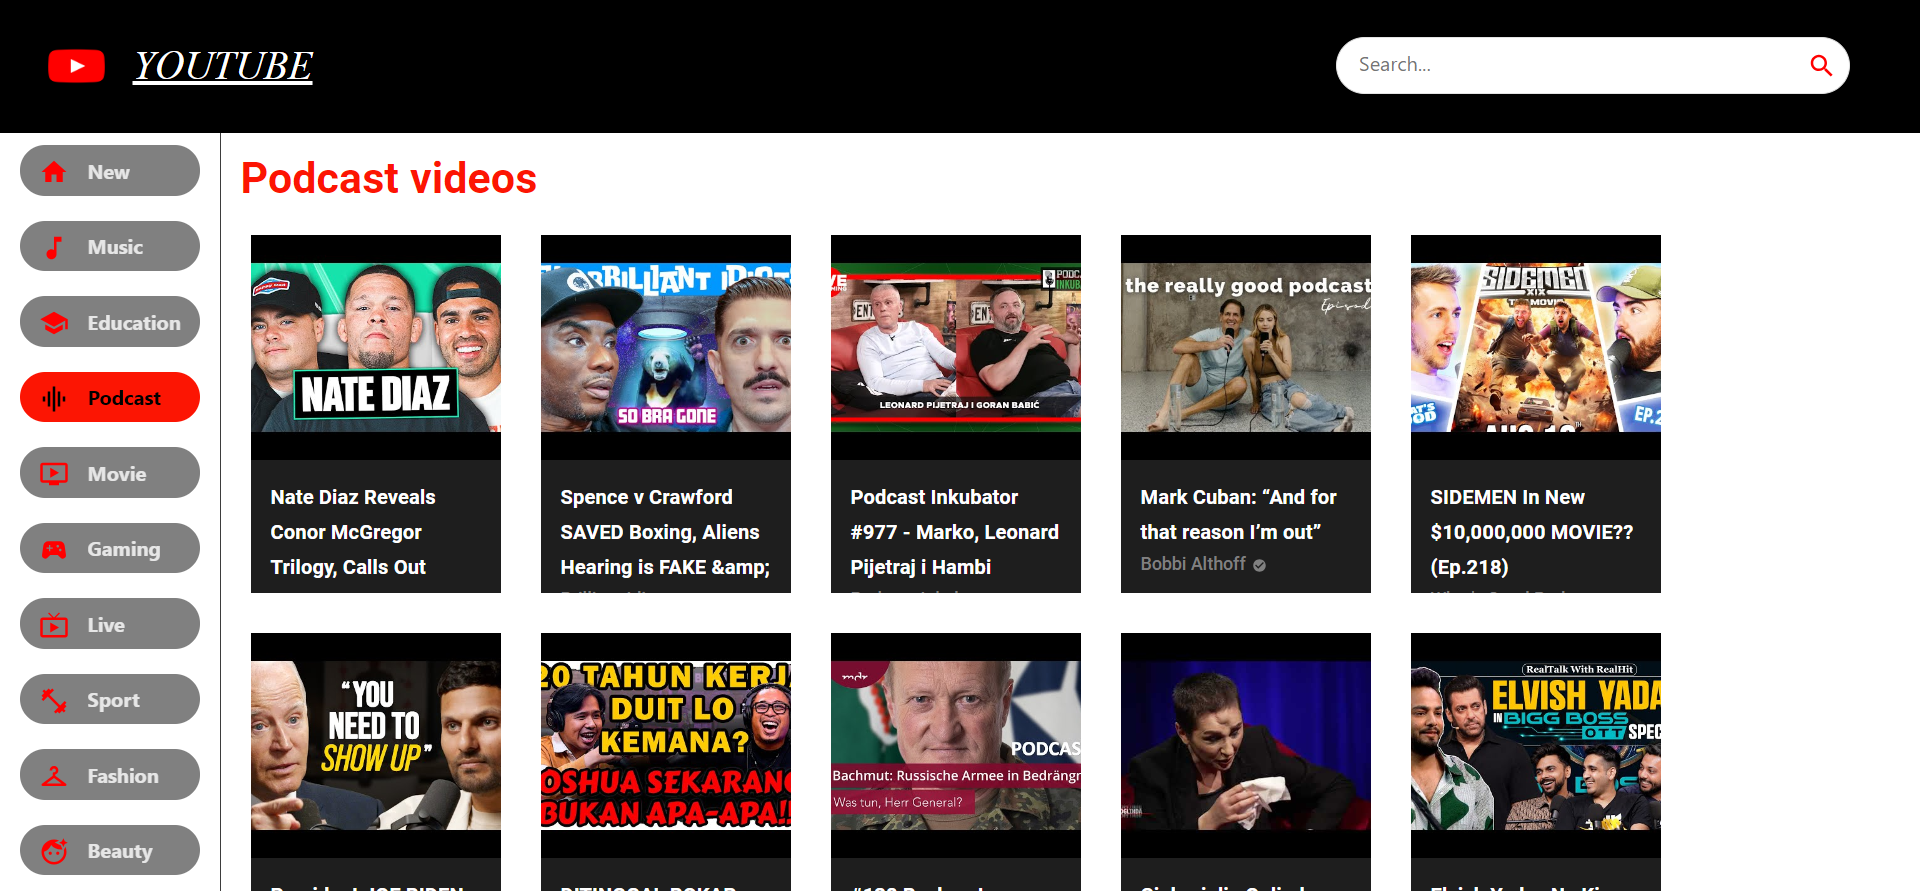 YOUTUBE
Search...
New
Music
Education
Podcast
Movie
Gaming
Live
Sport
Fashion
Beauty
Podcast videos
NATE DIAZ
Nate Diaz Reveals
Conor McGregor
Trilogy, Calls Out
BRILLIANT IDIOTS
SO BRA GONE
Spence v Crawford
SAVED Boxing, Aliens
Hearing is FAKE &amp;
LEONARD PIJETRAJ I GORAN BABIĆ
Podcast Inkubator
#977 - Marko, Leonard
Pijetraj i Hambi
the really good podcast
Mark Cuban: “And for
that reason I’m out”
Bobbi Althoff
SIDEMEN
XIX
EP.2
SIDEMEN In New
$10,000,000 MOVIE??
(Ep.218)
“YOU
NEED TO
SHOW UP”
20 TAHUN KERJA
DUIT LO
KEMANA?
OSHUA SEKARANG
BUKAN APA-APA!!
mdr
PODCAS
Bachmut: Russische Armee in Bedrängn
Was tun, Herr General?
RealTalk With RealHit
ELVISH YADA
IN BIGG BOSS
OTT SPEC